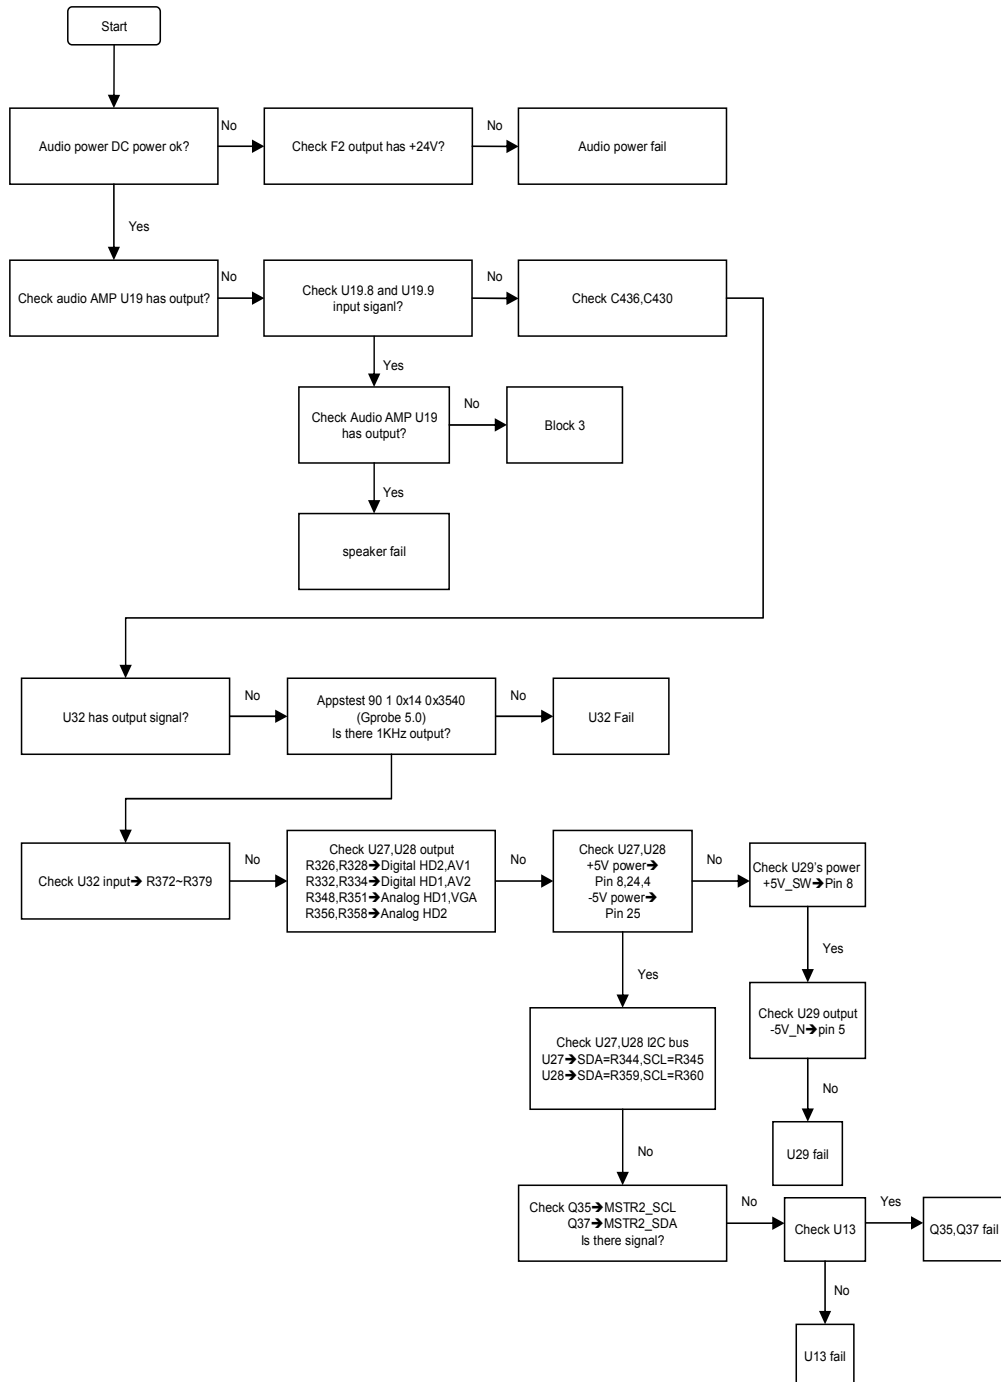 Start
Audio power DC power ok?
No
Check F2 output has +24V?
No
Audio power fail
Yes
Check audio AMP U19 has output?
No
Check U19.8 and U19.9
input siganl?
No
Check C436,C430
Yes
Check Audio AMP U19
has output?
No
Block 3
Yes
speaker fail
U32 has output signal?
No
Appstest 90 1 0x14 0x3540
(Gprobe 5.0)
Is there 1KHz output?
No
U32 Fail
Check U32 input➔ R372~R379
No
Check U27,U28 output
R326,R328➔Digital HD2,AV1
R332,R334➔Digital HD1,AV2
R348,R351➔Analog HD1,VGA
R356,R358➔Analog HD2
No
Check U27,U28
+5V power➔
Pin 8,24,4
-5V power➔
Pin 25
No
Check U29's power
+5V_SW➔Pin 8
Yes
Yes
Check U29 output
-5V_N➔pin 5
Check U27,U28 I2C bus
U27➔SDA=R344,SCL=R345
U28➔SDA=R359,SCL=R360
No
U29 fail
No
Check Q35➔MSTR2_SCL
Q37➔MSTR2_SDA
Is there signal?
No
Check U13
Yes
Q35,Q37 fail
No
U13 fail